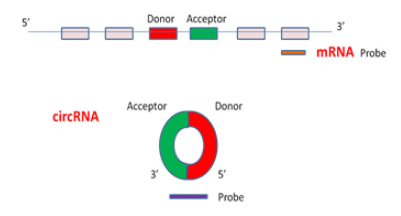 Donor Acceptor
5′ 3′
mRNA Probe
Acceptor Donor
circRNA
3′ 5′
Probe